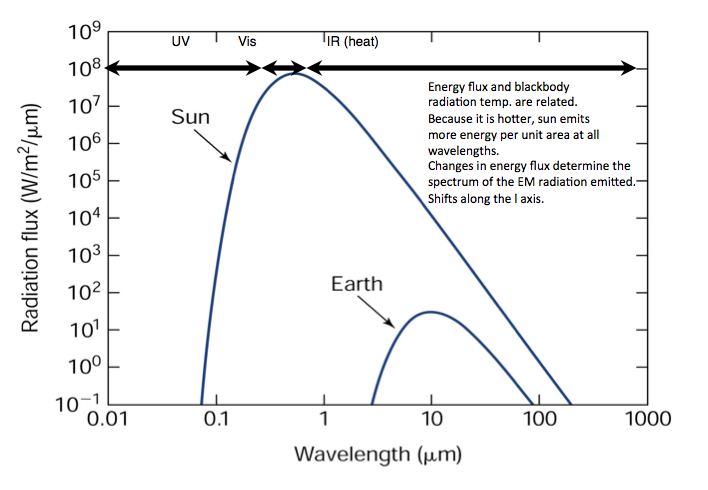 10⁹
UV Vis IR (heat)
10⁸
Energy flux and blackbody
radiation temp. are related.
Because it is hotter, sun emits
more energy per unit area at all
wavelengths.
Changes in energy flux determine the
spectrum of the EM radiation emitted.
Shifts along the l axis.
10⁷
Sun
10⁶
10⁵
10⁴
10³
10²
10¹
10⁰
10⁻¹
Radiation flux (W/m²/μm)
Earth
0.01 0.1 1 10 100 1000
Wavelength (μm)